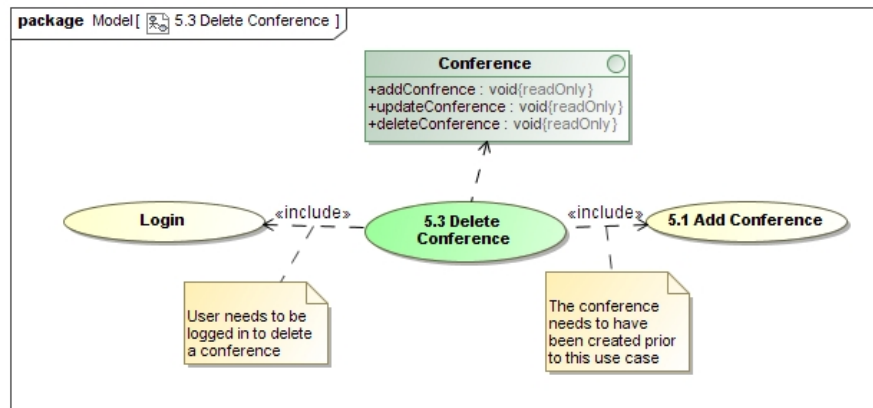 package Model[ 5.3 Delete Conference ]
Conference
+addConfrence : void{readOnly}
+updateConference : void{readOnly}
+deleteConference : void{readOnly}
Login
«include»
5.3 Delete
Conference
«include»
5.1 Add Conference
User needs to be
logged in to delete
a conference
The conference
needs to have
been created prior
to this use case